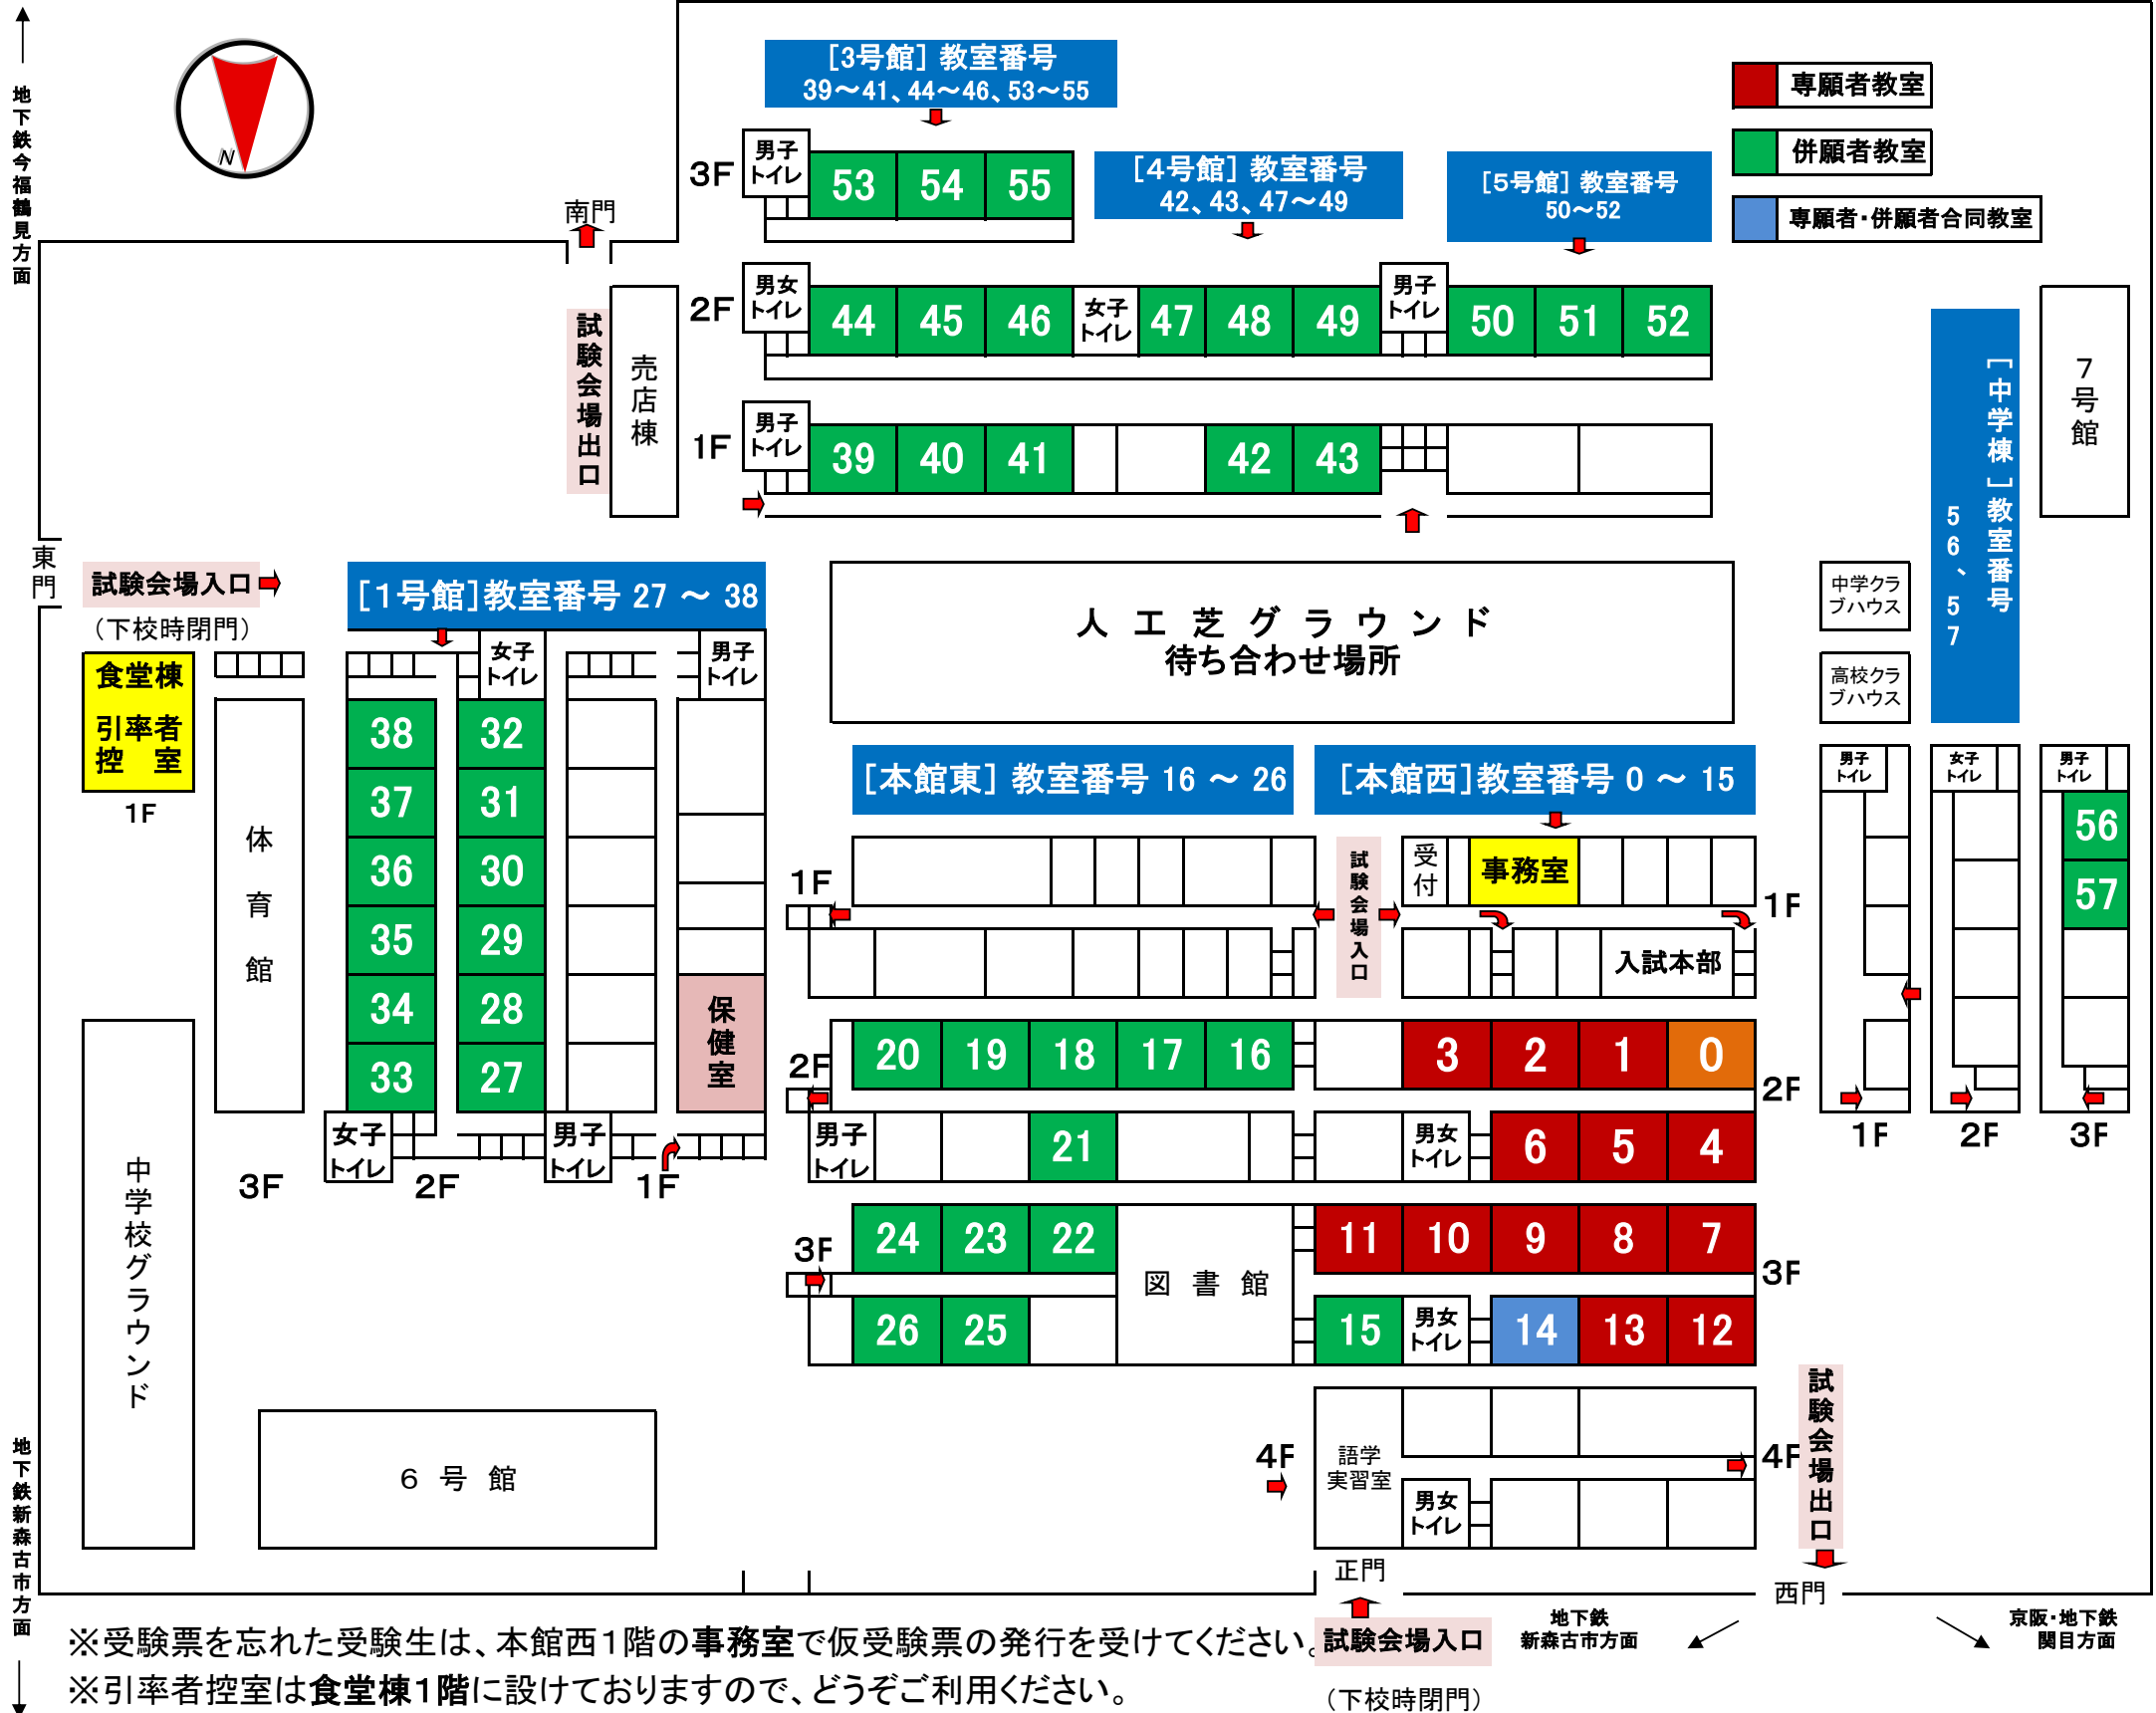 地下鉄今福鶴見方面
N
南門
[3号館] 教室番号
39～41、44～46、53～55
[4号館] 教室番号
42、43、47～49
[5号館] 教室番号
50～52
専願者教室
併願者教室
専願者・併願者合同教室
3F
男子
トイレ
53 54 55
2F
男女
トイレ
44 45 46
女子
トイレ
47 48 49
男子
トイレ
50 51 52
1F
男子
トイレ
39 40 41 42 43
試験会場出口
売店棟
[中学棟]教室番号
56、57
7号館
東門
試験会場入口
（下校時閉門）
食堂棟
引率者
控 室
1F
[1号館]教室番号 27 ～ 38
女子
トイレ
男子
トイレ
38 32
37 31
36 30
35 29
34 28
33 27
保健室
体育館
女子
トイレ
男子
トイレ
3F 2F 1F
人工芝グラウンド
待ち合わせ場所
中学クラ
ブハウス
高校クラ
ブハウス
[本館東] 教室番号 16 ～ 26
[本館西]教室番号 0 ～ 15
1F
試験会場入口
受付
事務室
1F
入試本部
2F
20 19 18 17 16
3 2 1 0
2F
男子
トイレ
21
男女
トイレ
6 5 4
3F
24 23 22
図書館
11 10 9 8 7
3F
26 25
15
男女
トイレ
14 13 12
4F
語学
実習室
男女
トイレ
4F
試験会場出口
男子
トイレ
女子
トイレ
男子
トイレ
56
57
1F 2F 3F
中学校グラウンド
6号館
地下鉄新森古市方面
正門
試験会場入口
（下校時閉門）
西門
地下鉄
新森古市方面
京阪・地下鉄
関目方面
※受験票を忘れた受験生は、本館西1階の事務室で仮受験票の発行を受けてください。
※引率者控室は食堂棟1階に設けておりますので、どうぞご利用ください。